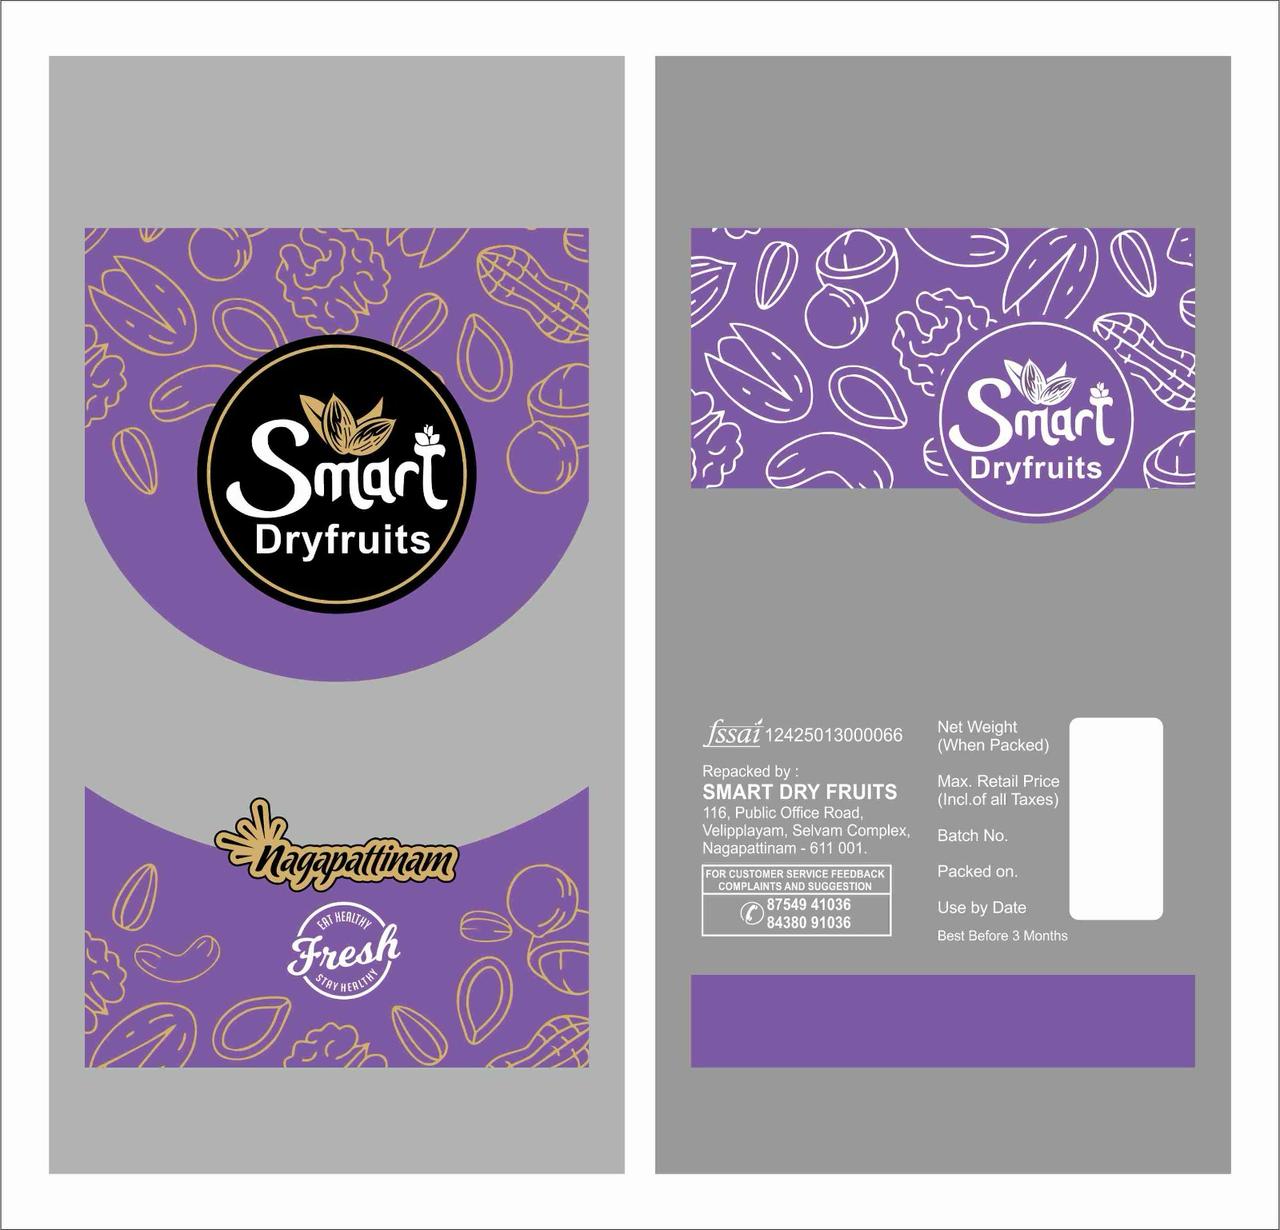 Smart
Dryfruits
Nagapattinam
EAT HEALTHY
Fresh
STAY HEALTHY
Smart
Dryfruits
fssai 12425013000066
Repacked by :
SMART DRY FRUITS
116, Public Office Road,
Velipplayam, Selvam Complex,
Nagapattinam - 611 001.
FOR CUSTOMER SERVICE FEEDBACK
COMPLAINTS AND SUGGESTION
87549 41036
84380 91036
Net Weight
(When Packed)
Max. Retail Price
(Incl.of all Taxes)
Batch No.
Packed on.
Use by Date
Best Before 3 Months